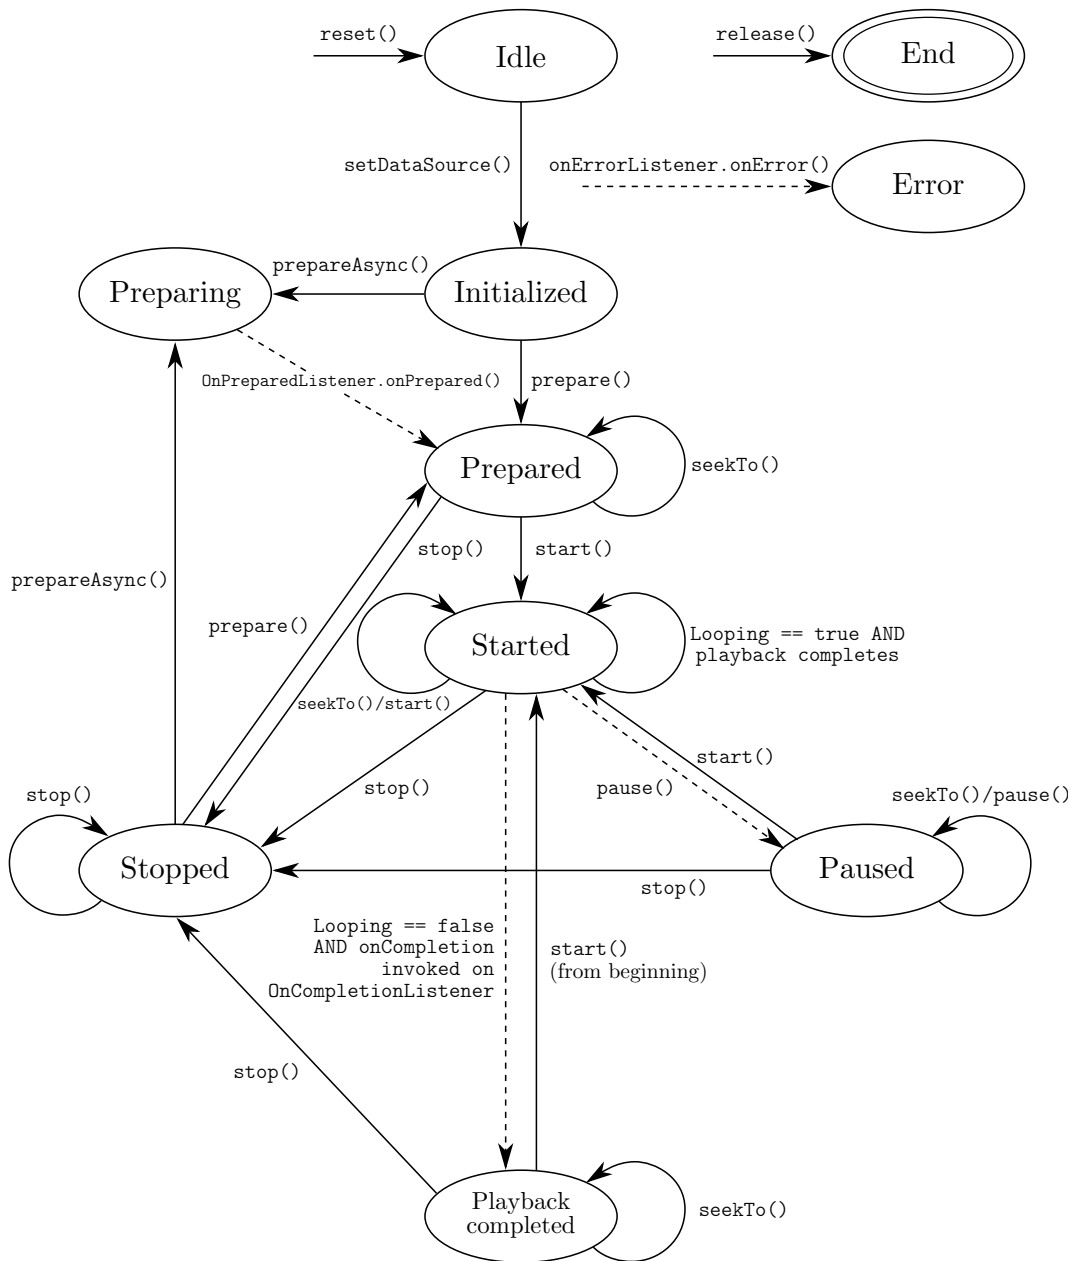 reset()
Idle
release()
End
setDataSource()
onErrorListener.onError()
Error
prepareAsync()
Preparing
Initialized
OnPreparedListener.onPrepared()
prepare()
Prepared
seekTo()
stop()
start()
prepareAsync()
prepare()
Started
Looping == true AND
playback completes
seekTo()/start()
start()
stop()
pause()
stop()
seekTo()/pause()
Stopped
Paused
stop()
Looping == false
AND onCompletion
invoked on
OnCompletionListener
start()
(from beginning)
stop()
Playback
completed
seekTo()